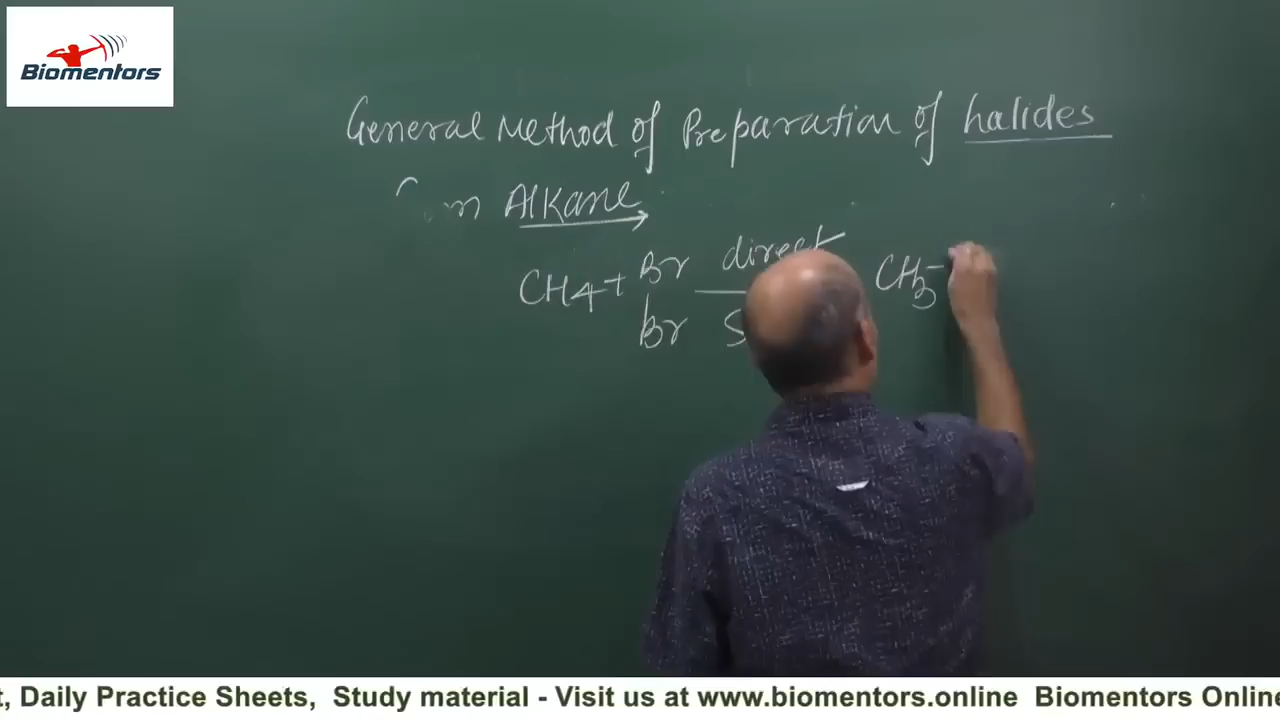 Biomentors
General Method of Preparation of halides
Alkane
CH4 + Br direct CH3-
Br S
t, Daily Practice Sheets, Study material - Visit us at www.biomentors.online Biomentors Online